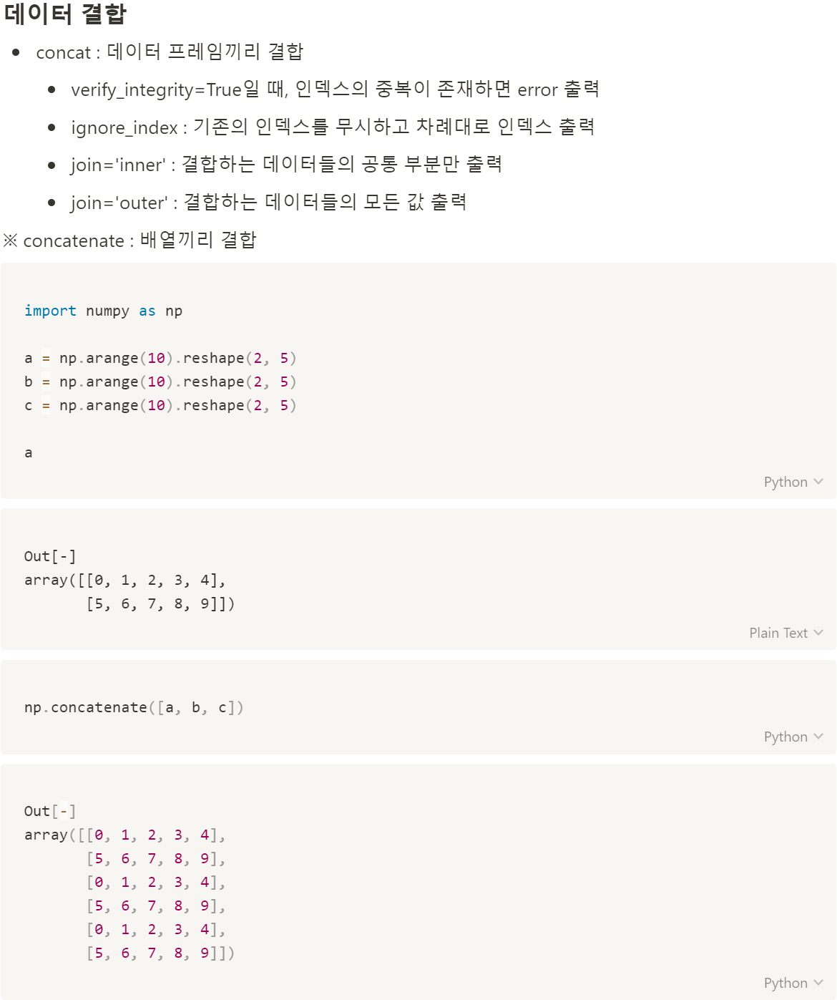 데이터 결합
• concat : 데이터 프레임끼리 결합
• verify_integrity=True일 때, 인덱스의 중복이 존재하면 error 출력
• ignore_index : 기존의 인덱스를 무시하고 차례대로 인덱스 출력
• join='inner' : 결합하는 데이터들의 공통 부분만 출력
• join='outer' : 결합하는 데이터들의 모든 값 출력
※ concatenate : 배열끼리 결합
import numpy as np
a = np.arange(10).reshape(2, 5)
b = np.arange(10).reshape(2, 5)
c = np.arange(10).reshape(2, 5)
a
Python
Out[-]
array([[0, 1, 2, 3, 4],
       [5, 6, 7, 8, 9]])
Plain Text
np.concatenate([a, b, c])
Python
Out[-]
array([[0, 1, 2, 3, 4],
       [5, 6, 7, 8, 9],
       [0, 1, 2, 3, 4],
       [5, 6, 7, 8, 9],
       [0, 1, 2, 3, 4],
       [5, 6, 7, 8, 9]])
Python